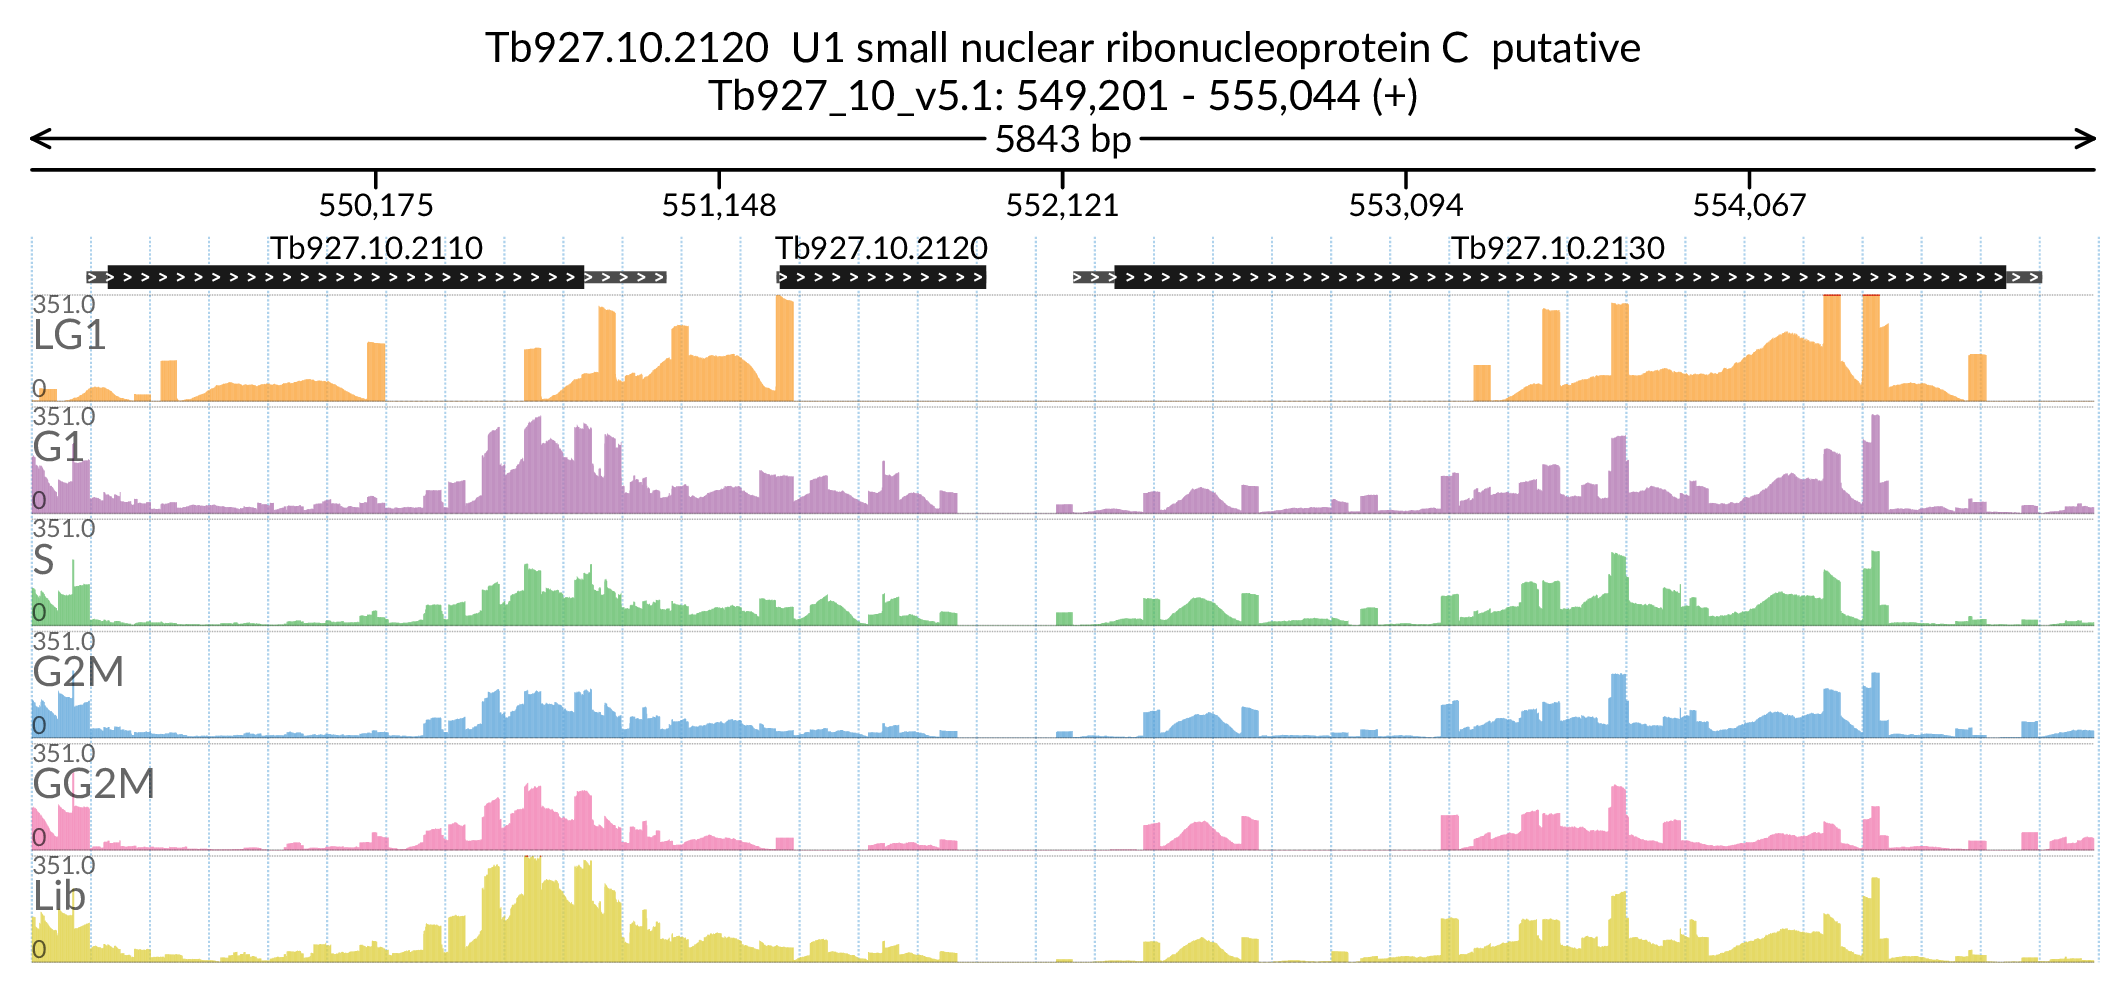 Tb927.10.2120  U1 small nuclear ribonucleoprotein C  putative
Tb927_10_v5.1: 549,201 - 555,044 (+)
5843 bp
550,175 551,148 552,121 553,094 554,067
Tb927.10.2110 Tb927.10.2120 Tb927.10.2130
351.0
LG1
0
351.0
G1
0
351.0
S
0
351.0
G2M
0
351.0
GG2M
0
351.0
Lib
0